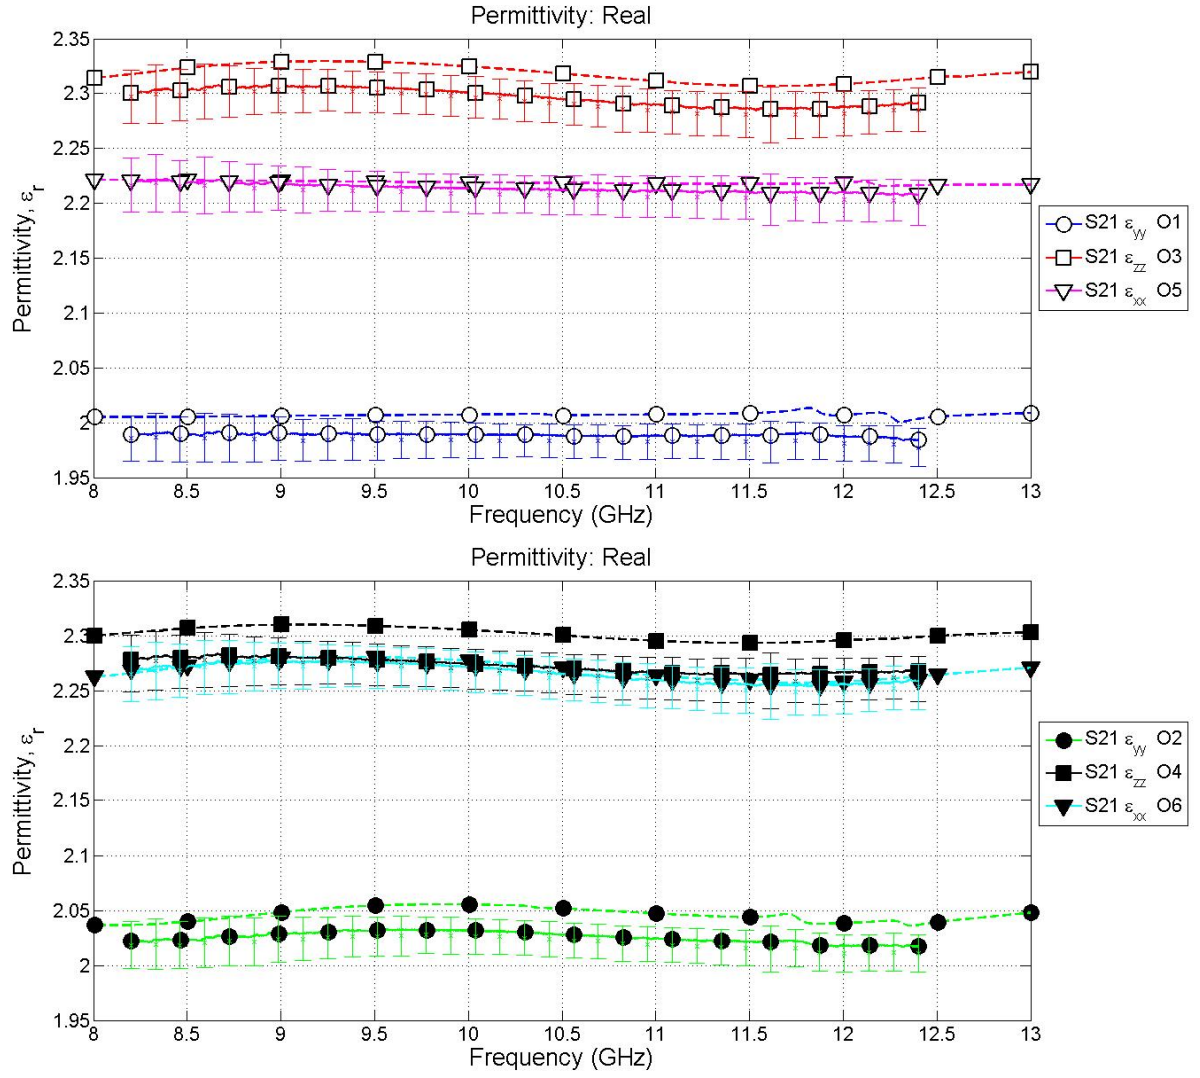 Permittivity: Real
2.35
2.3
2.25
2.2
2.15
2.1
2.05
2
1.95
Permittivity, εr
8 8.5 9 9.5 10 10.5 11 11.5 12 12.5 13
Frequency (GHz)
S21 εyy O1
S21 εzz O3
S21 εxx O5
Permittivity: Real
2.35
2.3
2.25
2.2
2.15
2.1
2.05
2
1.95
Permittivity, εr
8 8.5 9 9.5 10 10.5 11 11.5 12 12.5 13
Frequency (GHz)
S21 εyy O2
S21 εzz O4
S21 εxx O6